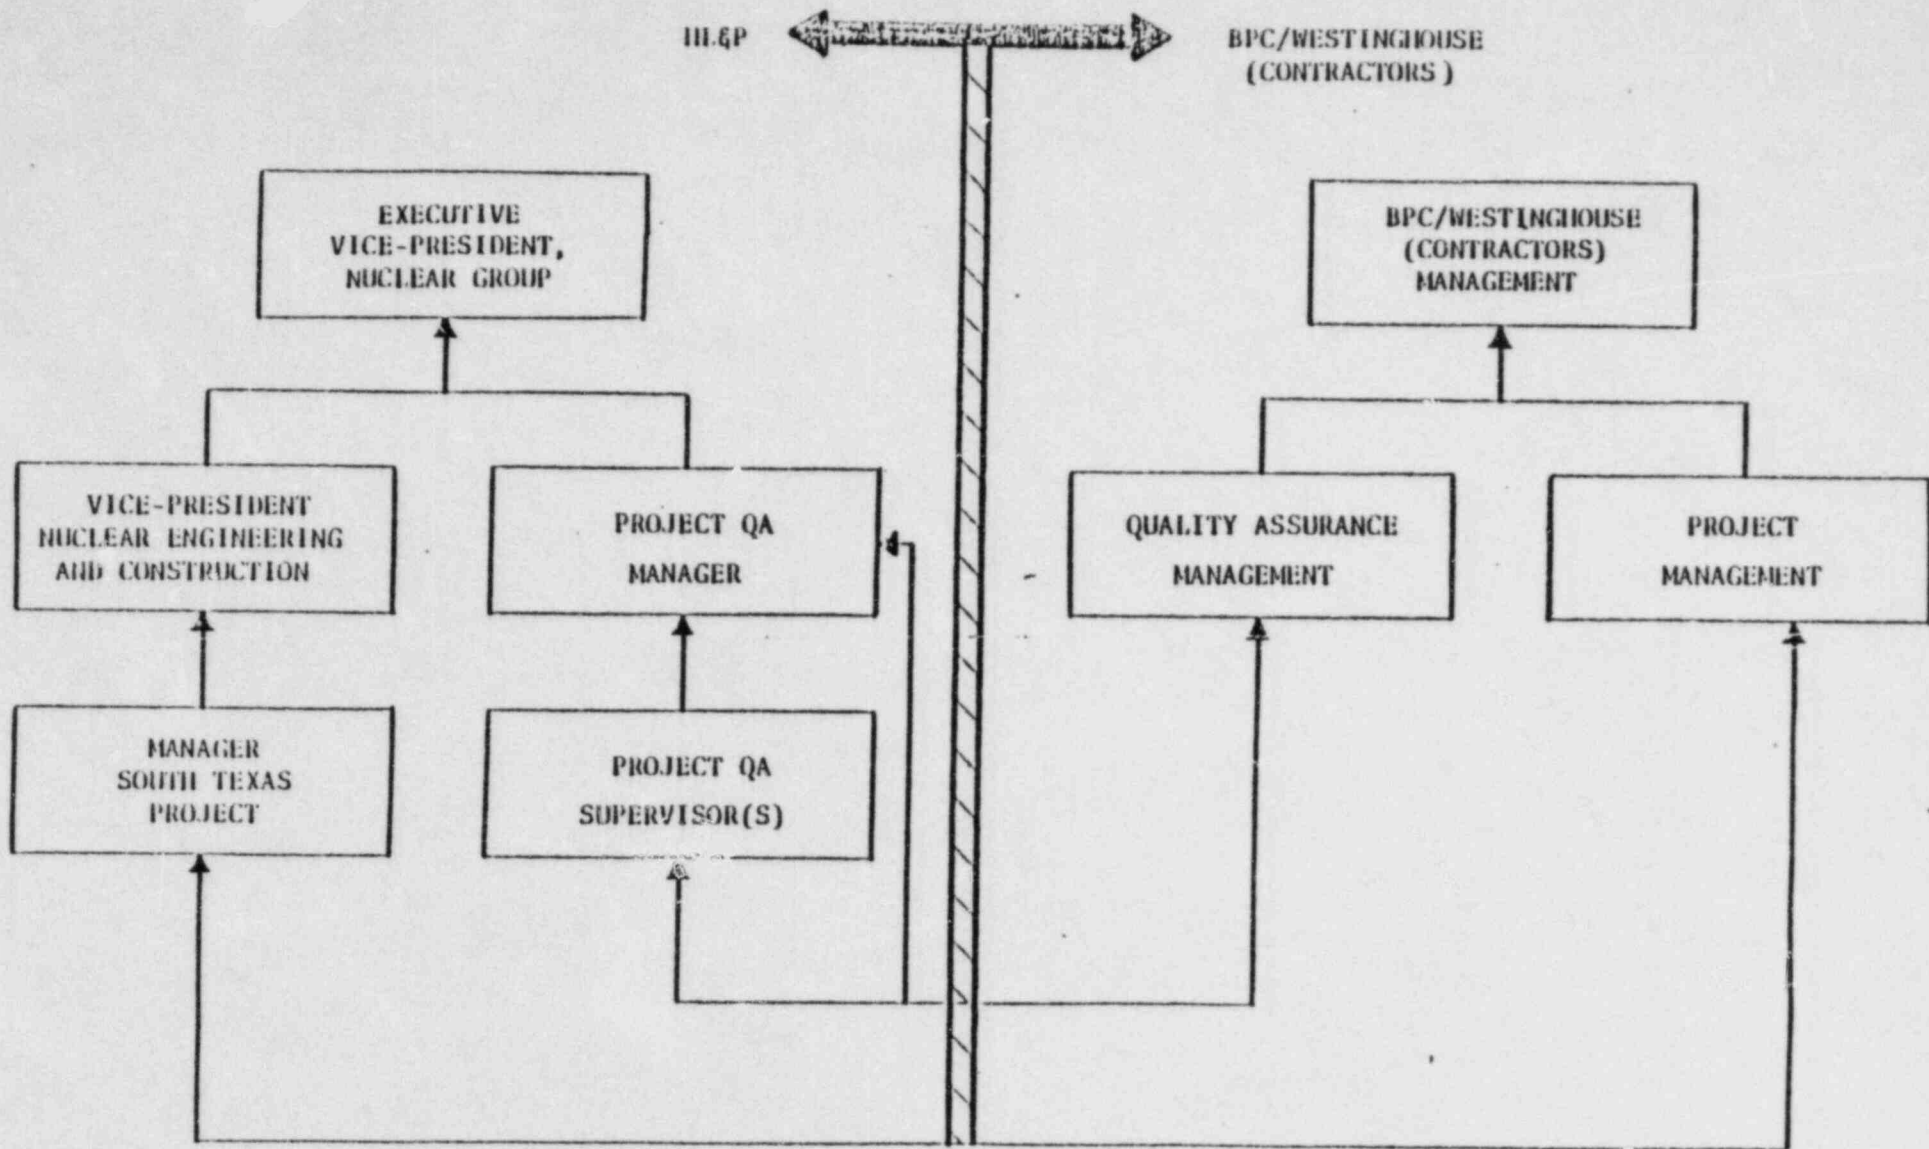 HL&P
BPC/WESTINGHOUSE
(CONTRACTORS)
EXECUTIVE
VICE-PRESIDENT,
NUCLEAR GROUP
BPC/WESTINGHOUSE
(CONTRACTORS)
MANAGEMENT
VICE-PRESIDENT
NUCLEAR ENGINEERING
AND CONSTRUCTION
PROJECT QA
MANAGER
QUALITY ASSURANCE
MANAGEMENT
PROJECT
MANAGEMENT
MANAGER
SOUTH TEXAS
PROJECT
PROJECT QA
SUPERVISOR(S)